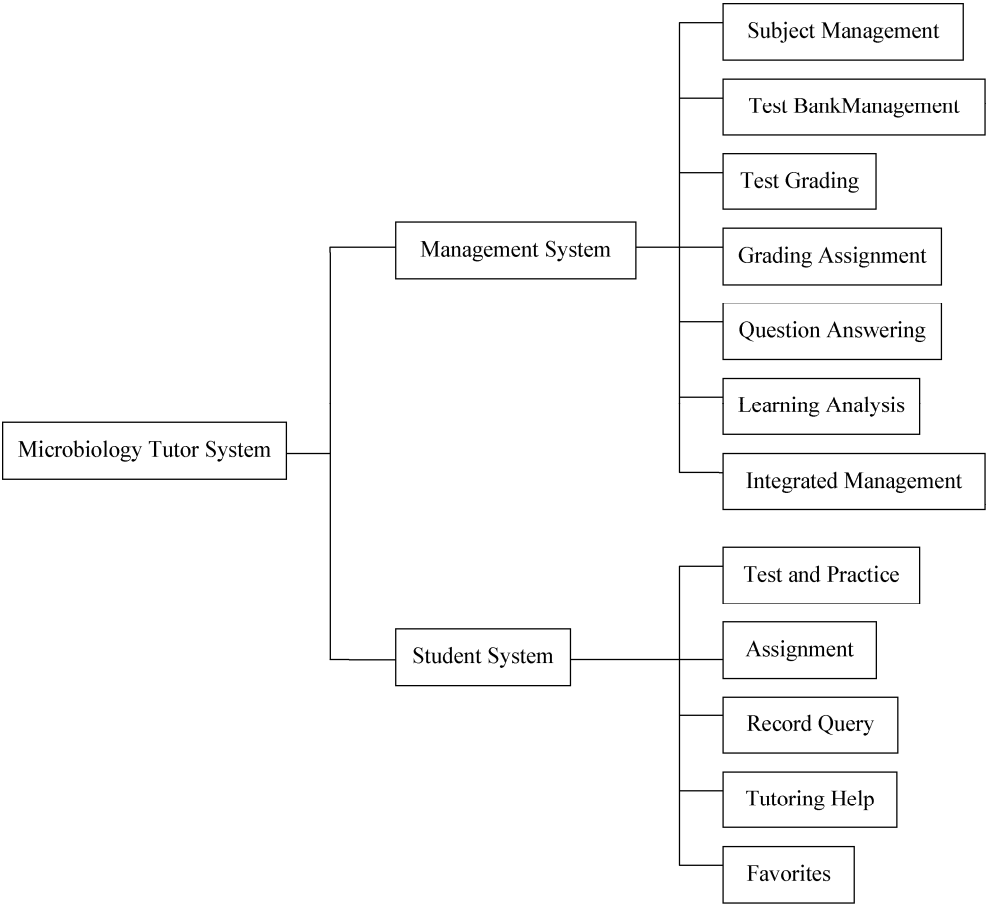 Subject Management
Test BankManagement
Test Grading
Management System
Grading Assignment
Question Answering
Learning Analysis
Microbiology Tutor System
Integrated Management
Test and Practice
Student System
Assignment
Record Query
Tutoring Help
Favorites